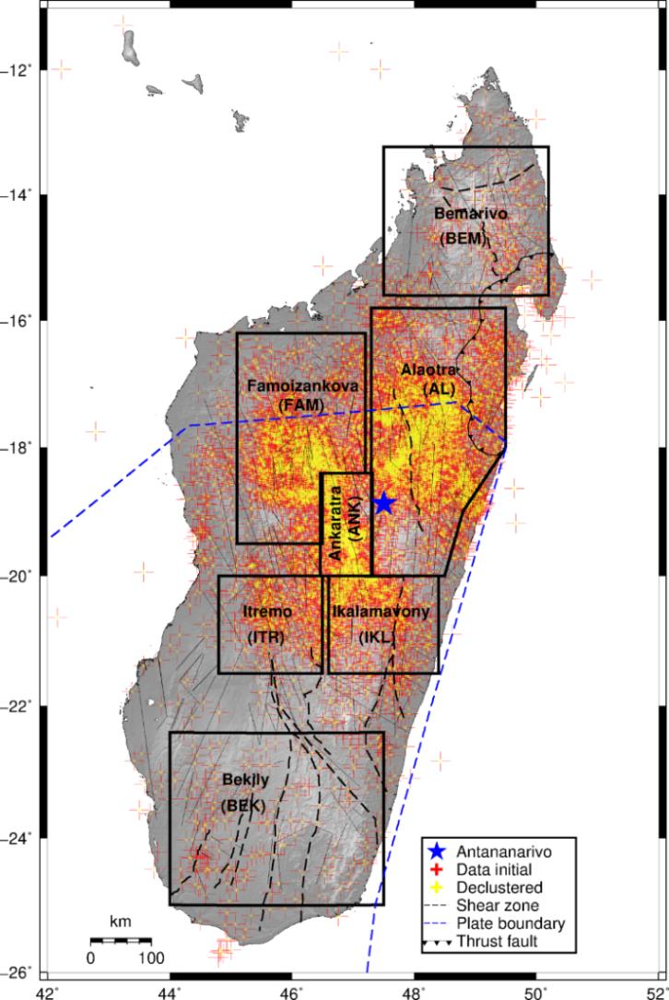 −12°
−14°
Bemarivo
(BEM)
−16°
Famoizankova
(FAM)
Alaotra
(AL)
−18°
Ankaratra
(ANK)
−20°
Itremo
(ITR)
Ikalamavony
(IKL)
−22°
Bekily
(BEK)
−24°
Antananarivo
Data initial
Declustered
Shear zone
Plate boundary
Thrust fault
km
0 100
−26°
42° 44° 46° 48° 50° 52°